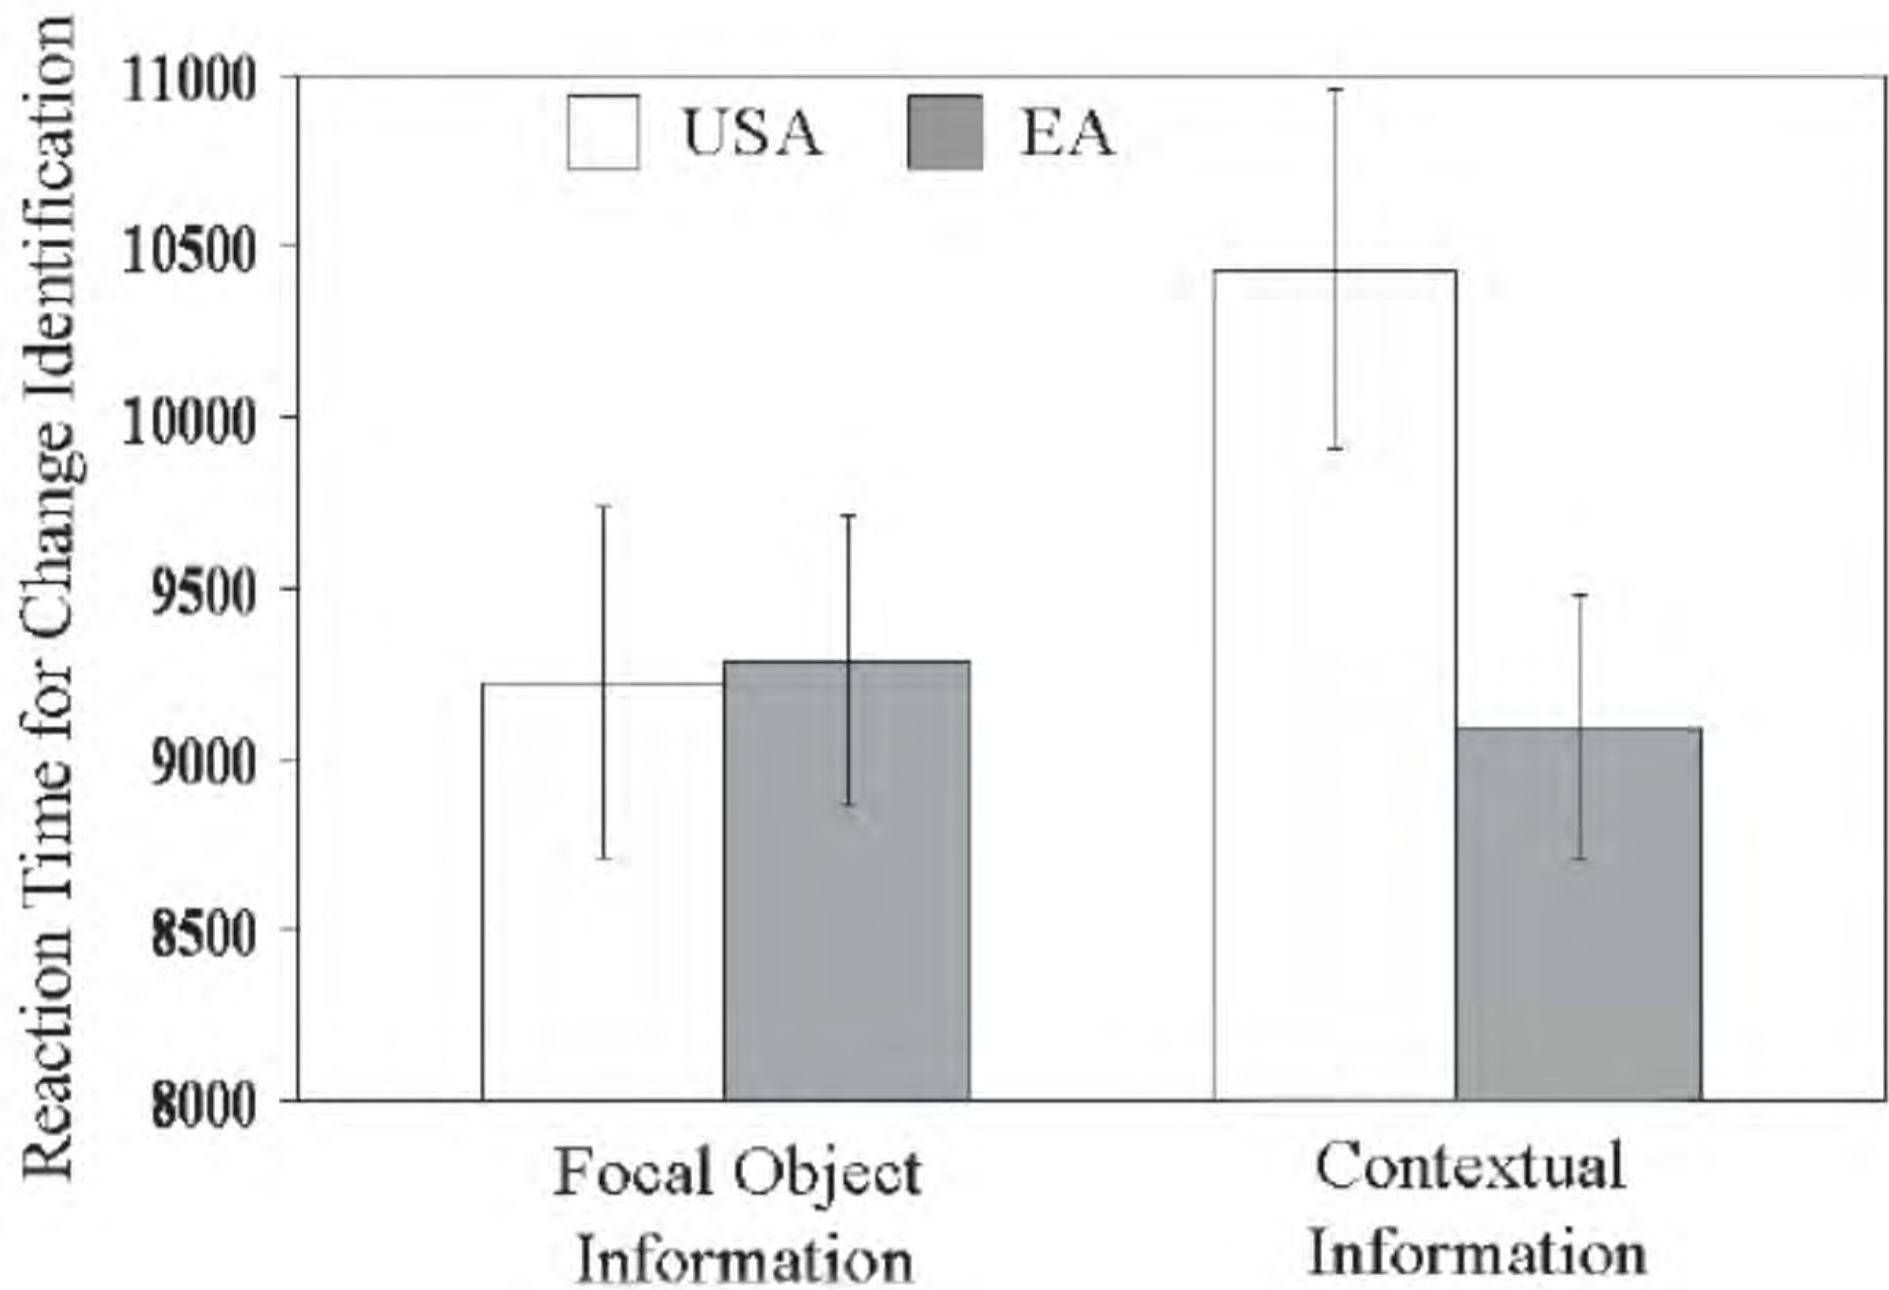 Reaction Time for Change Identification
11000
10500
10000
9500
9000
8500
8000
USA
EA
Focal Object
Information
Contextual
Information